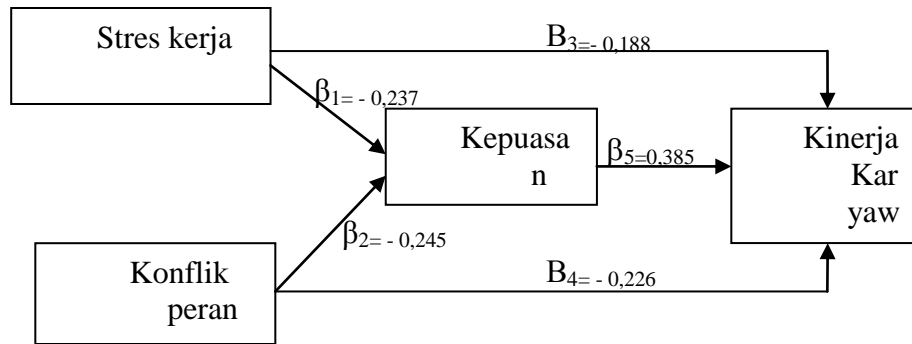 Stres kerja
B3=- 0,188
β1= - 0,237
Kepuasa
n
β5=0,385
Kinerja
Kar
yaw
β2= - 0,245
Konflik
peran
B4=- 0,226